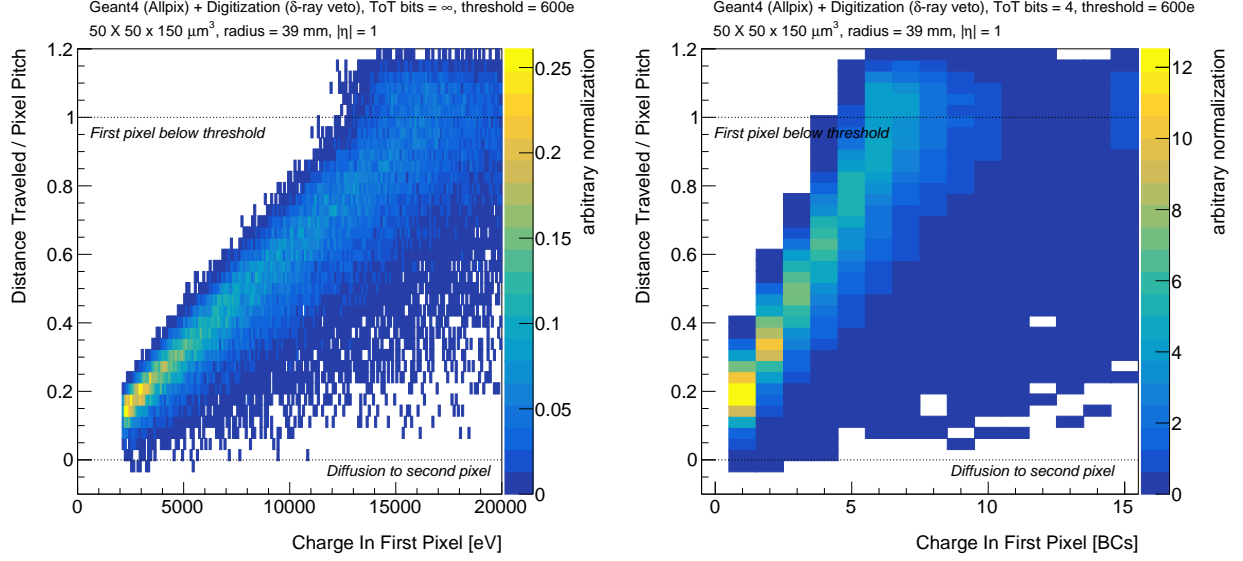 Geant4 (Allpix) + Digitization (δ-ray veto), ToT bits = ∞, threshold = 600e
50 X 50 x 150 μm³, radius = 39 mm, |η| = 1
Distance Traveled / Pixel Pitch
1.2
1
0.8
0.6
0.4
0.2
0
First pixel below threshold
Diffusion to second pixel
0 5000 10000 15000 20000
Charge In First Pixel [eV]
0.25
0.2
0.15
0.1
0.05
0
arbitrary normalization
Geant4 (Allpix) + Digitization (δ-ray veto), ToT bits = 4, threshold = 600e
50 X 50 x 150 μm³, radius = 39 mm, |η| = 1
Distance Traveled / Pixel Pitch
1.2
1
0.8
0.6
0.4
0.2
0
First pixel below threshold
Diffusion to second pixel
0 5 10 15
Charge In First Pixel [BCs]
12
10
8
6
4
2
0
arbitrary normalization